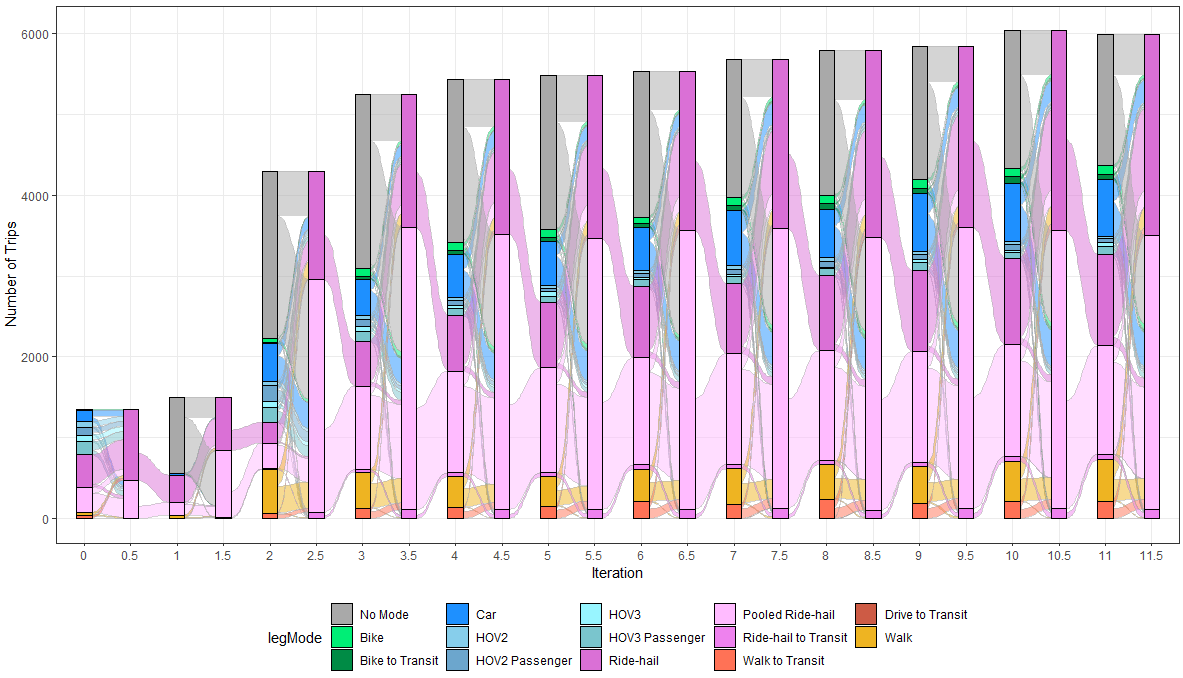 6000
4000
2000
0
Number of Trips
0 0.5 1 1.5 2 2.5 3 3.5 4 4.5 5 5.5 6 6.5 7 7.5 8 8.5 9 9.5 10 10.5 11 11.5
Iteration
legMode
No Mode Car HOV3 Pooled Ride-hail Drive to Transit
Bike HOV2 HOV3 Passenger Ride-hail to Transit Walk
Bike to Transit HOV2 Passenger Ride-hail Walk to Transit